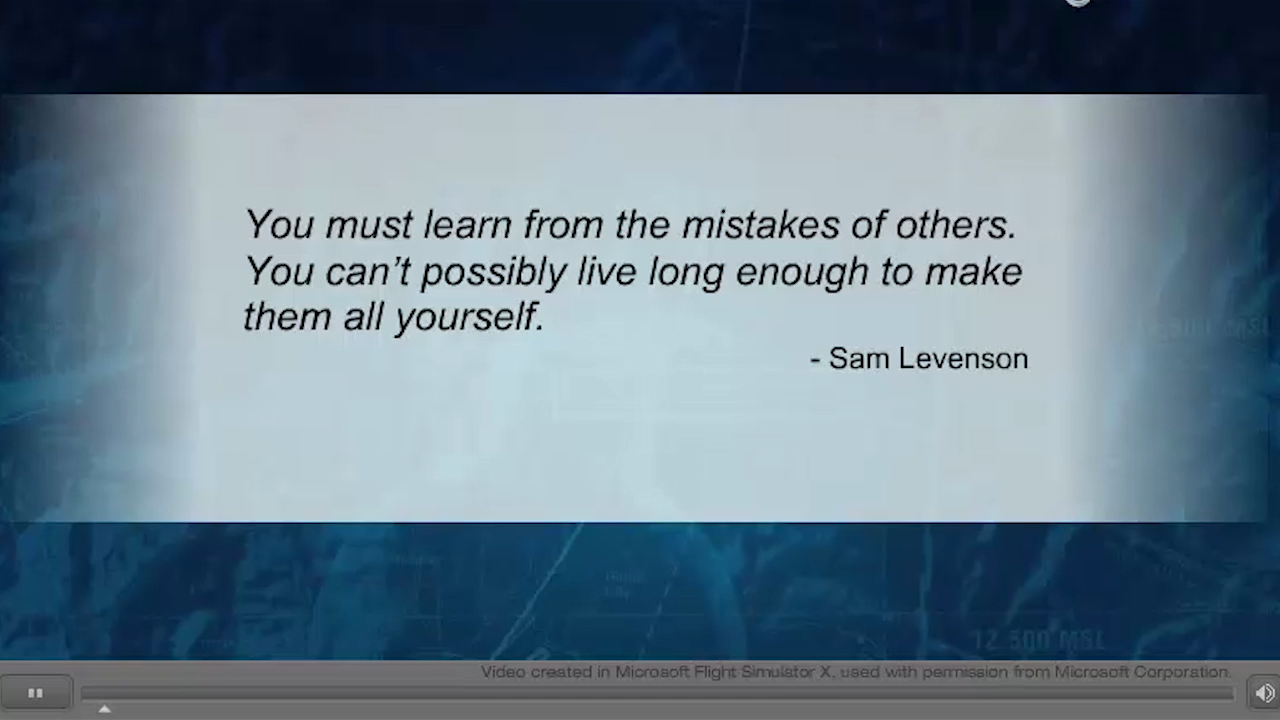 You must learn from the mistakes of others.
You can't possibly live long enough to make
them all yourself.
- Sam Levenson
12,500 MSL
Video created in Microsoft Flight Simulator X, used with permission from Microsoft Corporation.